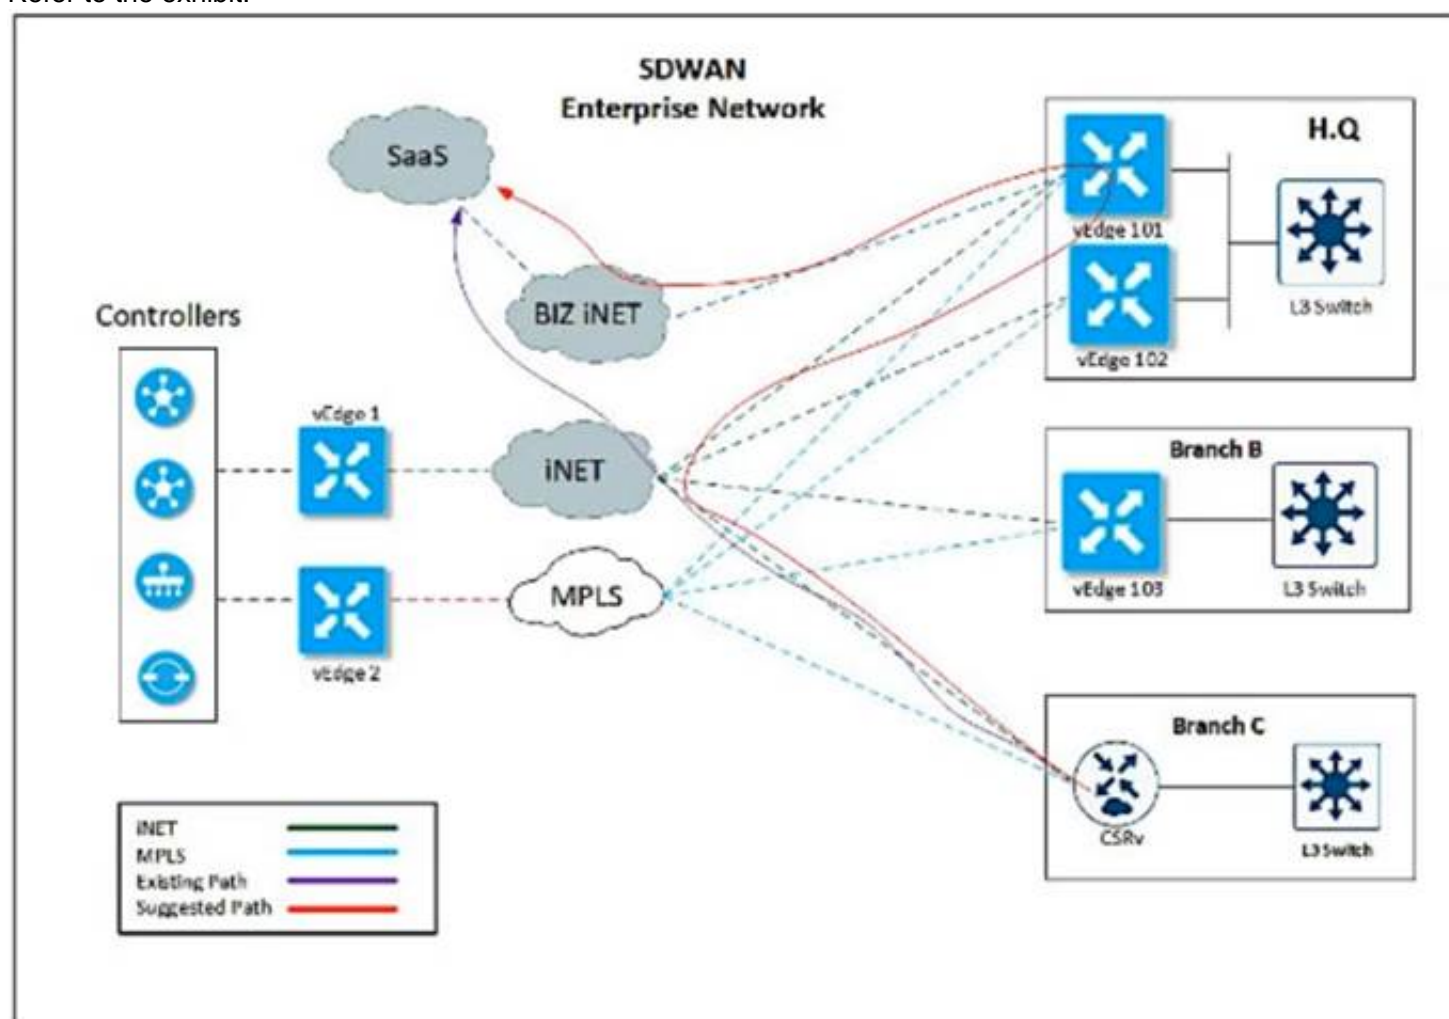 Refer to the exhibit.
SDWAN
Enterprise Network
SaaS
H.Q
vEdge 101
BIZ iNET
L3 Switch
Controllers
vEdge 102
vEdge 1
iNET
Branch B
MPLS
vEdge 103
L3 Switch
vEdge 2
Branch C
CSRv
L3 Switch
iNET
MPLS
Existing Path
Suggested Path